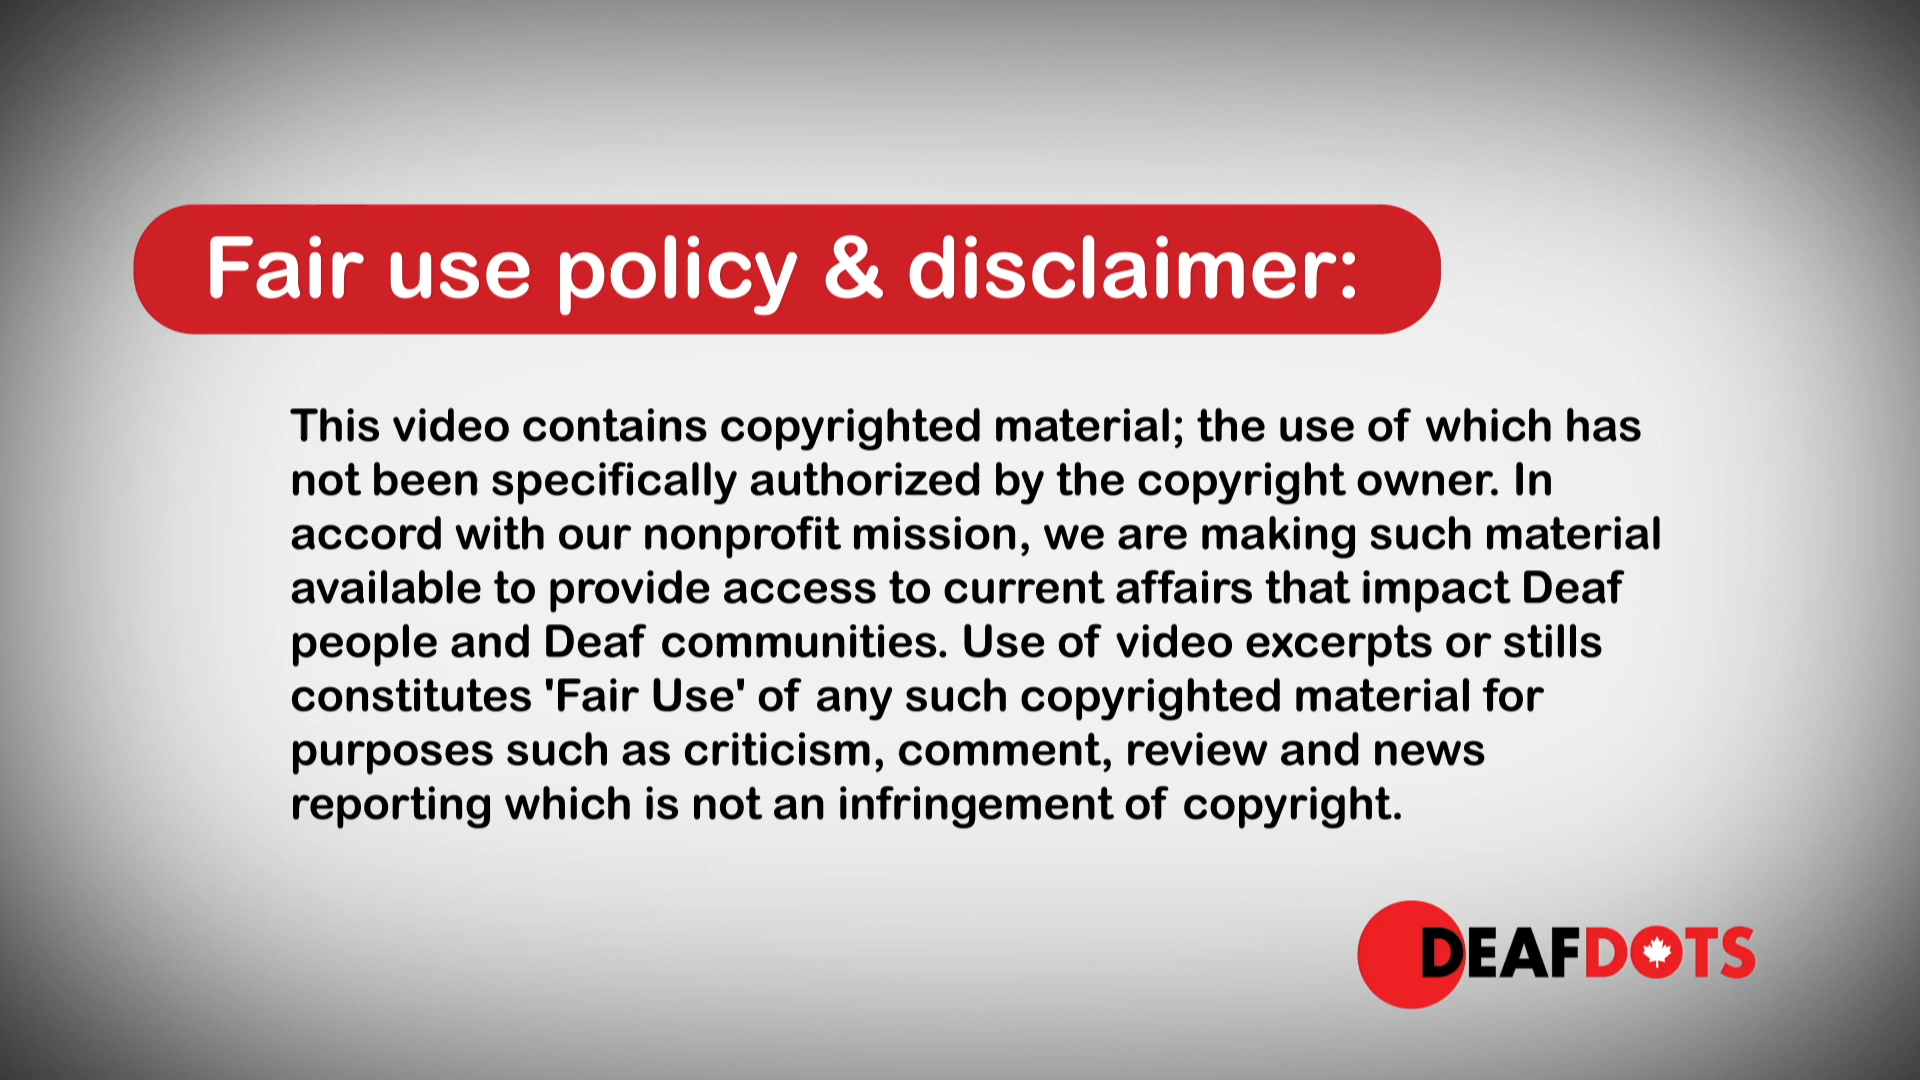 Fair use policy & disclaimer:
This video contains copyrighted material; the use of which has
not been specifically authorized by the copyright owner. In
accord with our nonprofit mission, we are making such material
available to provide access to current affairs that impact Deaf
people and Deaf communities. Use of video excerpts or stills
constitutes 'Fair Use' of any such copyrighted material for
purposes such as criticism, comment, review and news
reporting which is not an infringement of copyright.
DEAFDOTS